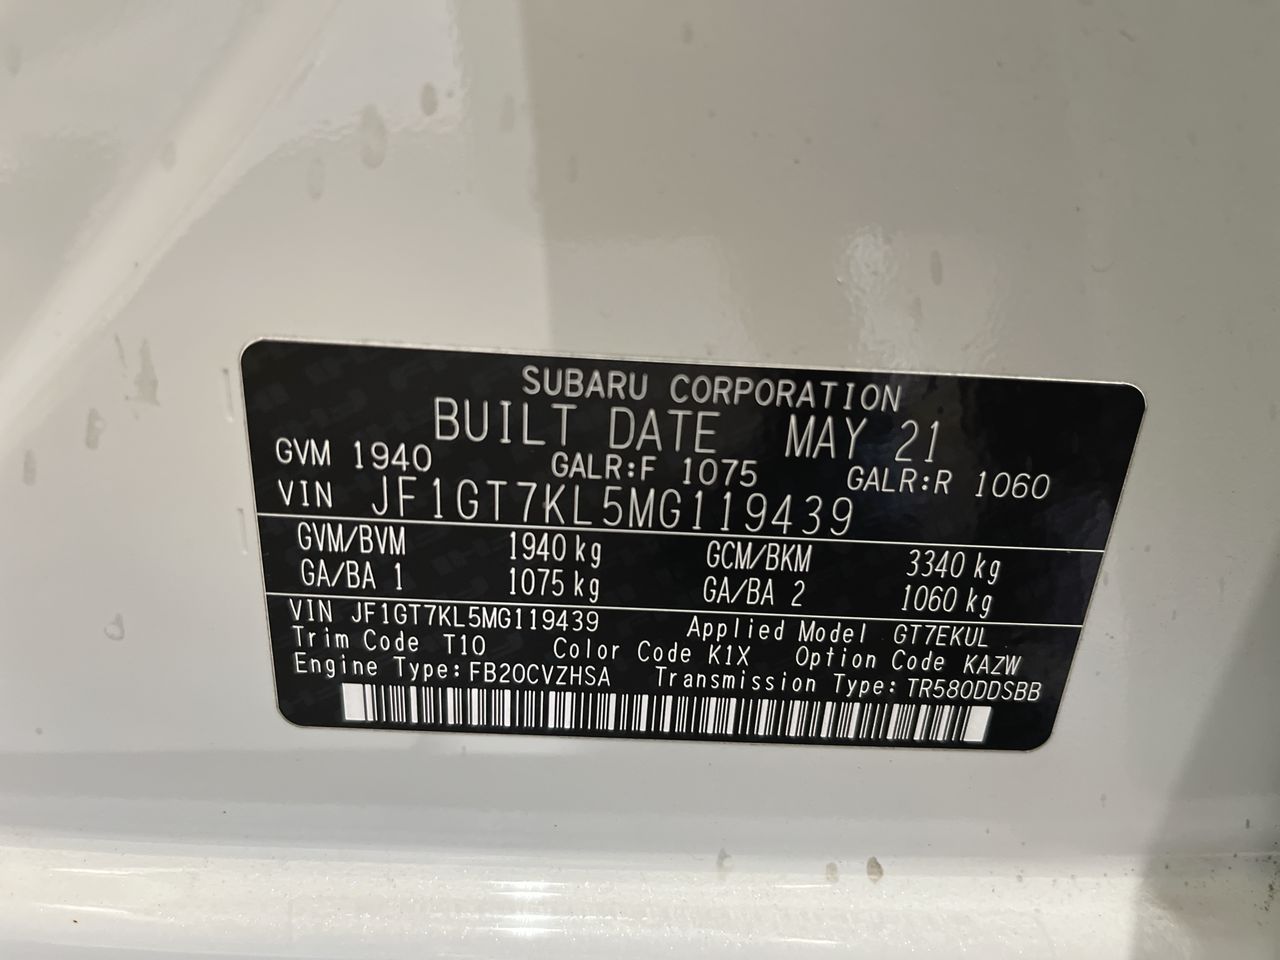 SUBARU CORPORATION
BUILT DATE MAY 21
GVM 1940 GALR:F 1075 GALR:R 1060
VIN JF1GT7KL5MG119439
GVM/BVM 1940 kg GCM/BKM 3340 kg
GA/BA 1 1075 kg GA/BA 2 1060 kg
VIN JF1GT7KL5MG119439 Applied Model GT7EKUL
Trim Code T10 Color Code K1X Option Code KAZW
Engine Type: FB20CVZHSA Transmission Type: TR580DDSBB